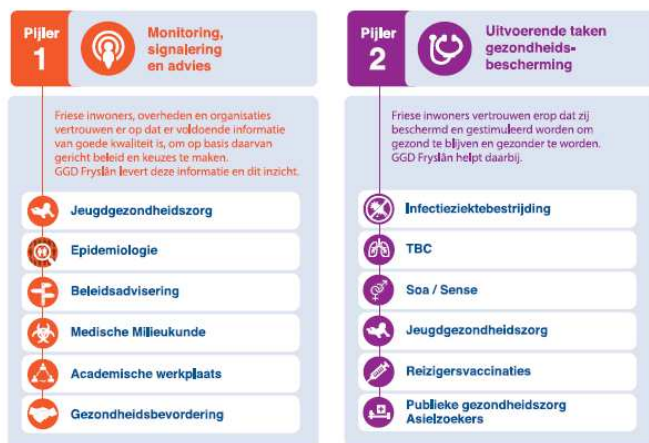 Pijler
1
Monitoring,
signalering
en advies
Friese inwoners, overheden en organisaties
vertrouwen er op dat er voldoende informatie
van goede kwaliteit is, om op basis daarvan
gericht beleid en keuzes te maken.
GGD Fryslân levert deze informatie en dit inzicht.
Jeugdgezondheidszorg
Epidemiologie
Beleidsadvisering
Medische Milieukunde
Academische werkplaats
Gezondheidsbevordering
Pijler
2
Uitvoerende taken
gezondheids-
bescherming
Friese inwoners vertrouwen erop dat zij
beschermd en gestimuleerd worden om
gezond te blijven en gezonder te worden.
GGD Fryslân helpt daarbij.
Infectieziektebestrijding
TBC
Soa / Sense
Jeugdgezondheidszorg
Reizigersvaccinaties
Publieke gezondheidszorg
Asielzoekers